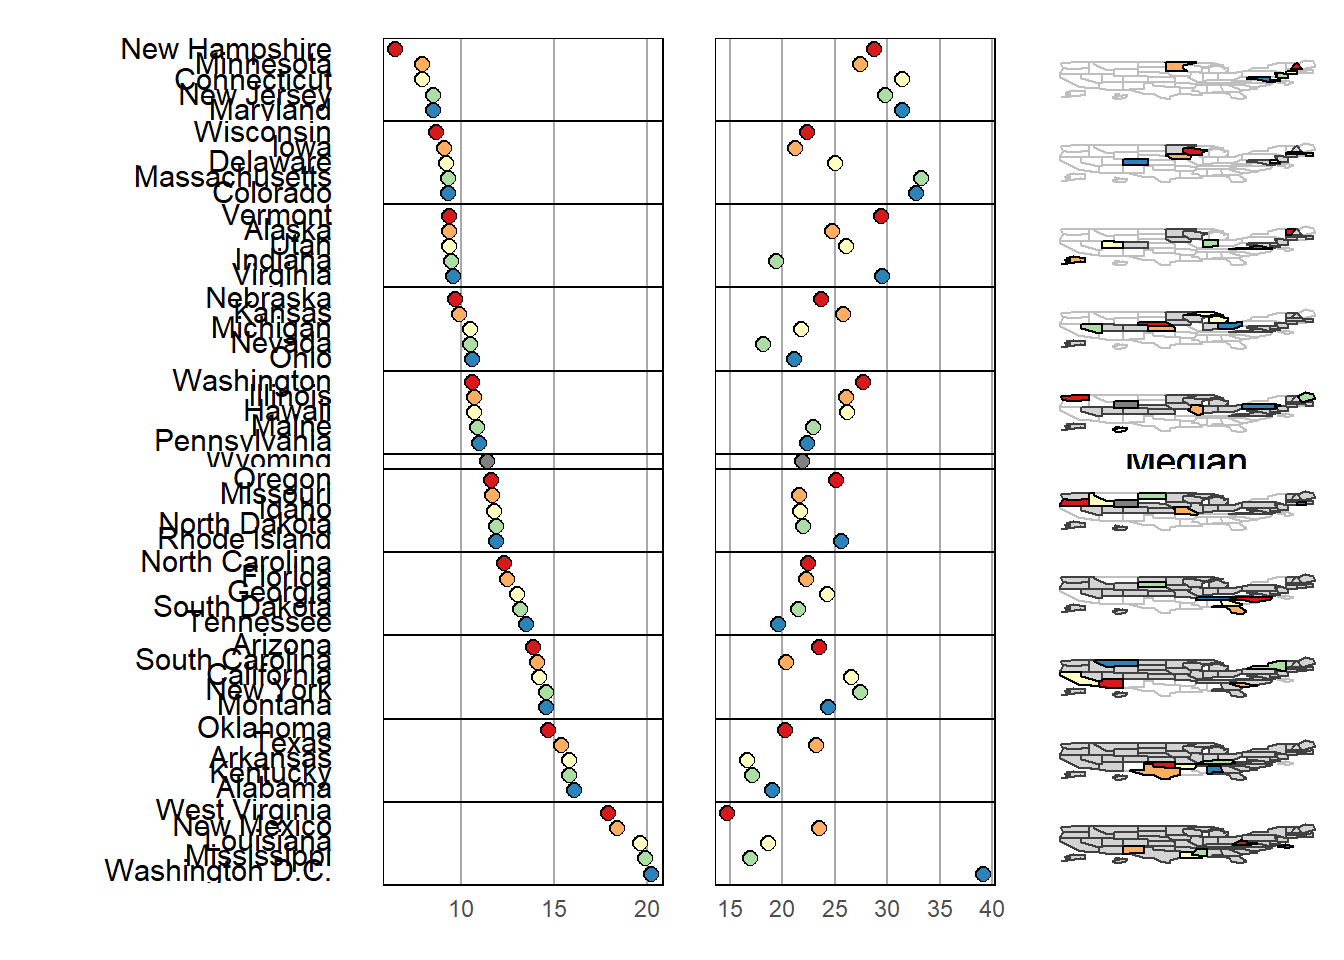 New Hampshire
Minnesota
Connecticut
New Jersey
Maryland
Wisconsin
Iowa
Delaware
Massachusetts
Colorado
Vermont
Alaska
Utah
Indiana
Virginia
Nebraska
Kansas
Michigan
Nevada
Ohio
Washington
Illinois
Hawaii
Maine
Pennsylvania
Wyoming
Median
Oregon
Missouri
Idaho
North Dakota
Rhode Island
North Carolina
Florida
Georgia
South Dakota
Tennessee
Arizona
South Carolina
California
New York
Montana
Oklahoma
Texas
Arkansas
Kentucky
Alabama
West Virginia
New Mexico
Louisiana
Mississippi
Washington D.C.
10 15 20 15 20 25 30 35 40